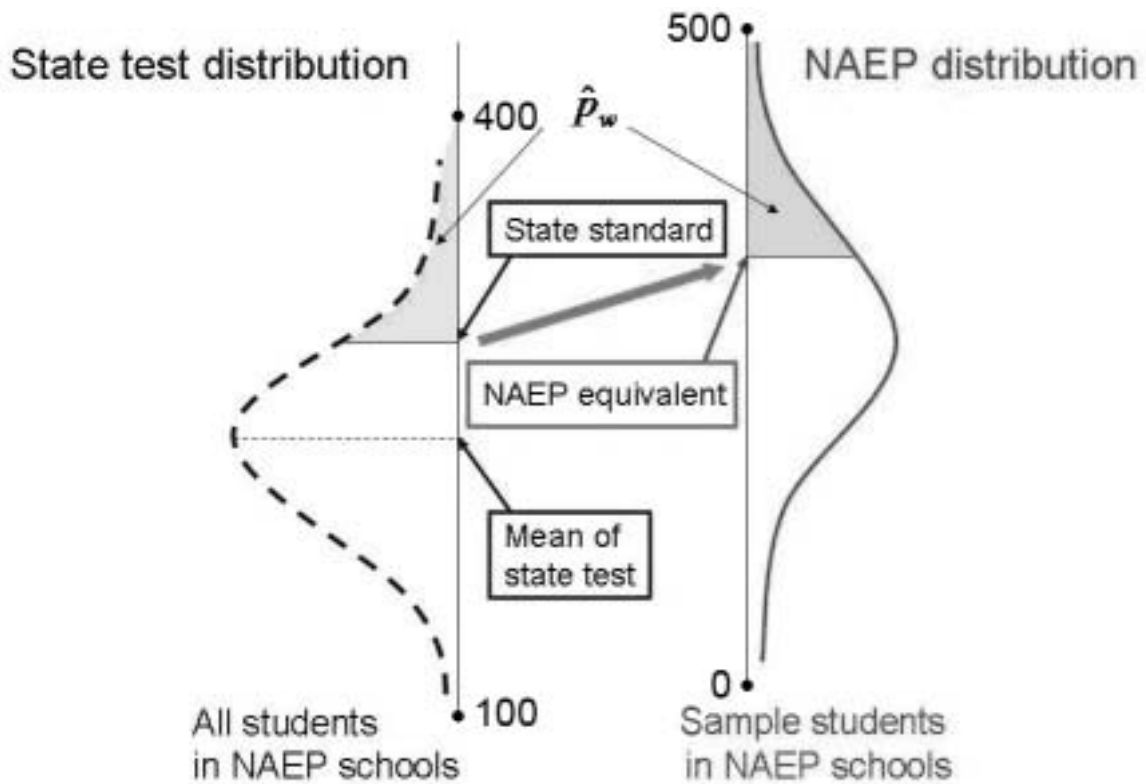 State test distribution
400
p̂w
500
NAEP distribution
State standard
NAEP equivalent
Mean of
state test
100
0
All students
in NAEP schools
Sample students
in NAEP schools